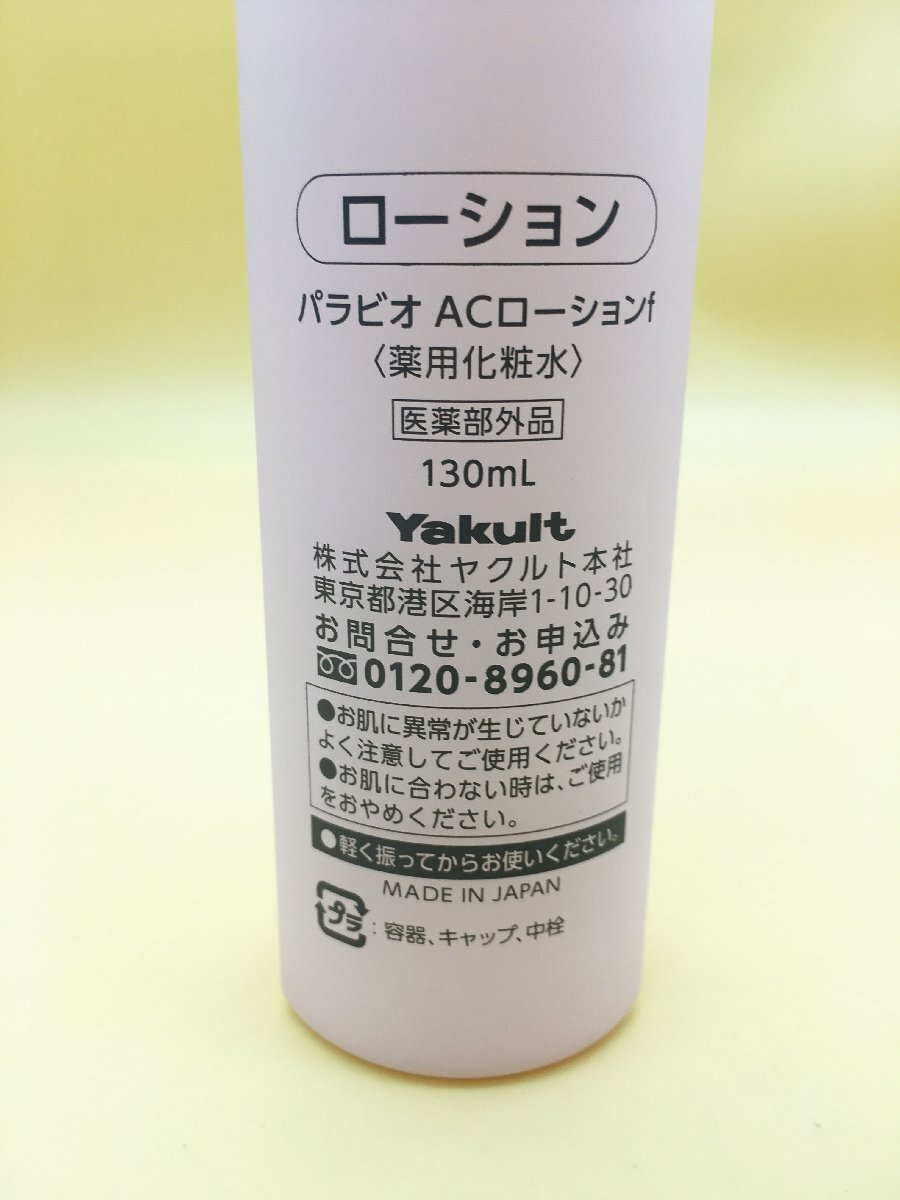 ローション
パラビオ ACローションf
〈薬用化粧水〉
医薬部外品
130mL
Yakult
株式会社ヤクルト本社
東京都港区海岸1-10-30
お問合せ・お申込み
0120-8960-81
●お肌に異常が生じていないか
よく注意してご使用ください。
●お肌に合わない時は、ご使用
をおやめください。
●軽く振ってからお使いください。
MADE IN JAPAN
プラ:容器、キャップ、中栓